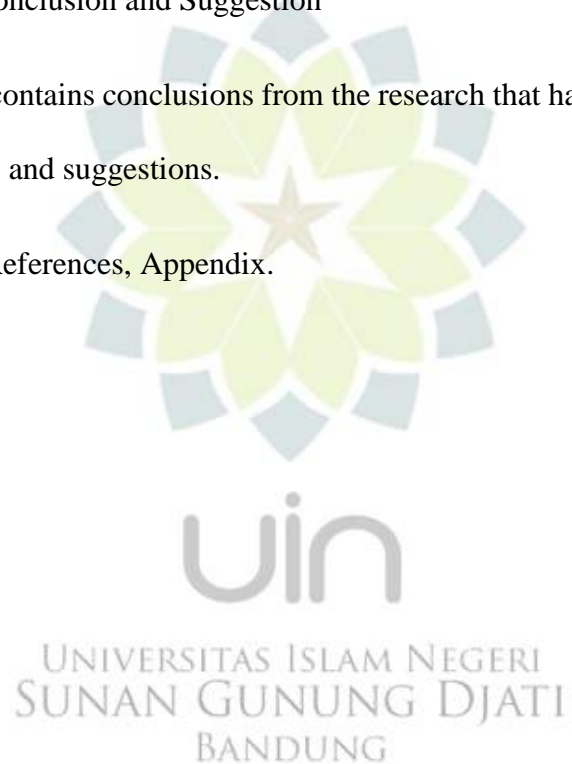 onclusion and Suggestion
contains conclusions from the research that ha
and suggestions.
References, Appendix.
uin
UNIVERSITAS ISLAM NEGERI
SUNAN GUNUNG DJATI
BANDUNG